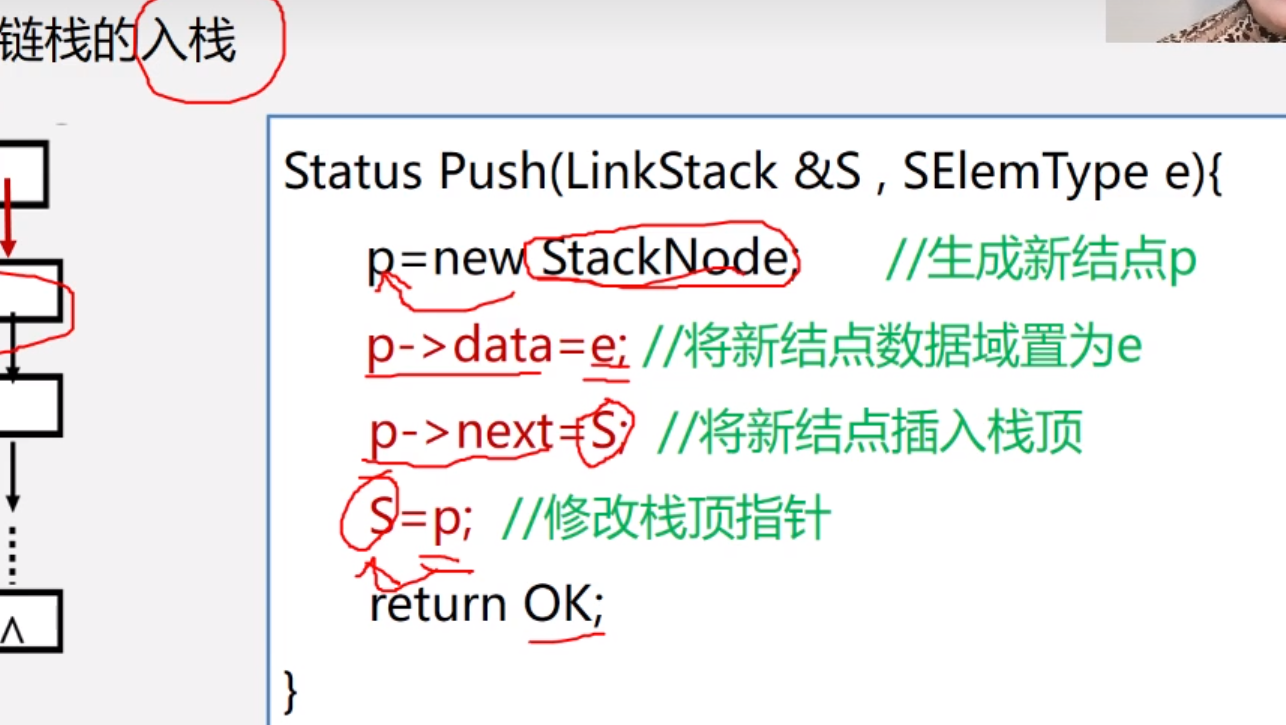 链栈的入栈
Status Push(LinkStack &S , SElemType e){
p=new StackNode; //生成新结点p
p->data=e; //将新结点数据域置为e
p->next=S; //将新结点插入栈顶
S=p; //修改栈顶指针
return OK;
}
∧